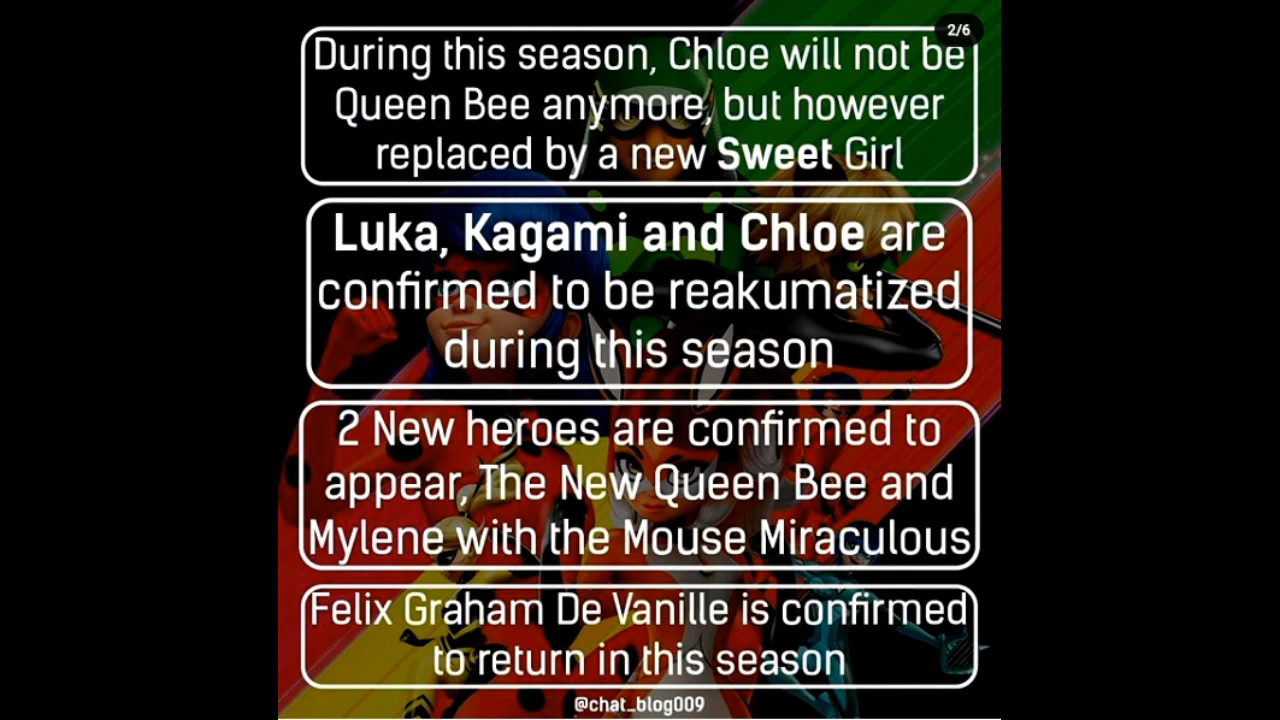 2/6
During this season, Chloe will not be
Queen Bee anymore, but however
replaced by a new Sweet Girl
Luka, Kagami and Chloe are
confirmed to be reakumatized
during this season
2 New heroes are confirmed to
appear, The New Queen Bee and
Mylene with the Mouse Miraculous
Felix Graham De Vanille is confirmed
to return in this season
@chat_blog009